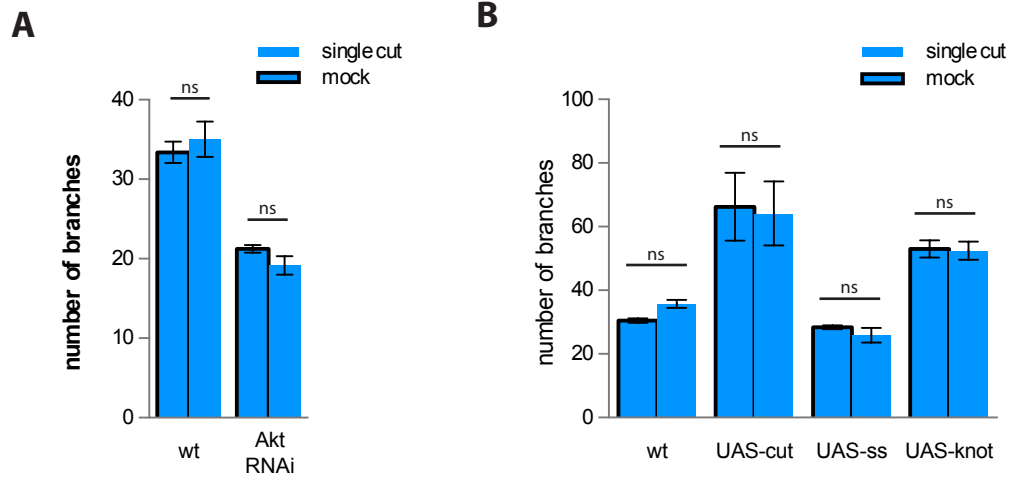 A
single cut
mock
number of branches
40
30
20
10
0
ns
ns
wt
Akt
RNAi
B
single cut
mock
number of branches
100
80
60
40
20
0
ns
ns
ns
ns
wt
UAS-cut
UAS-ss
UAS-knot